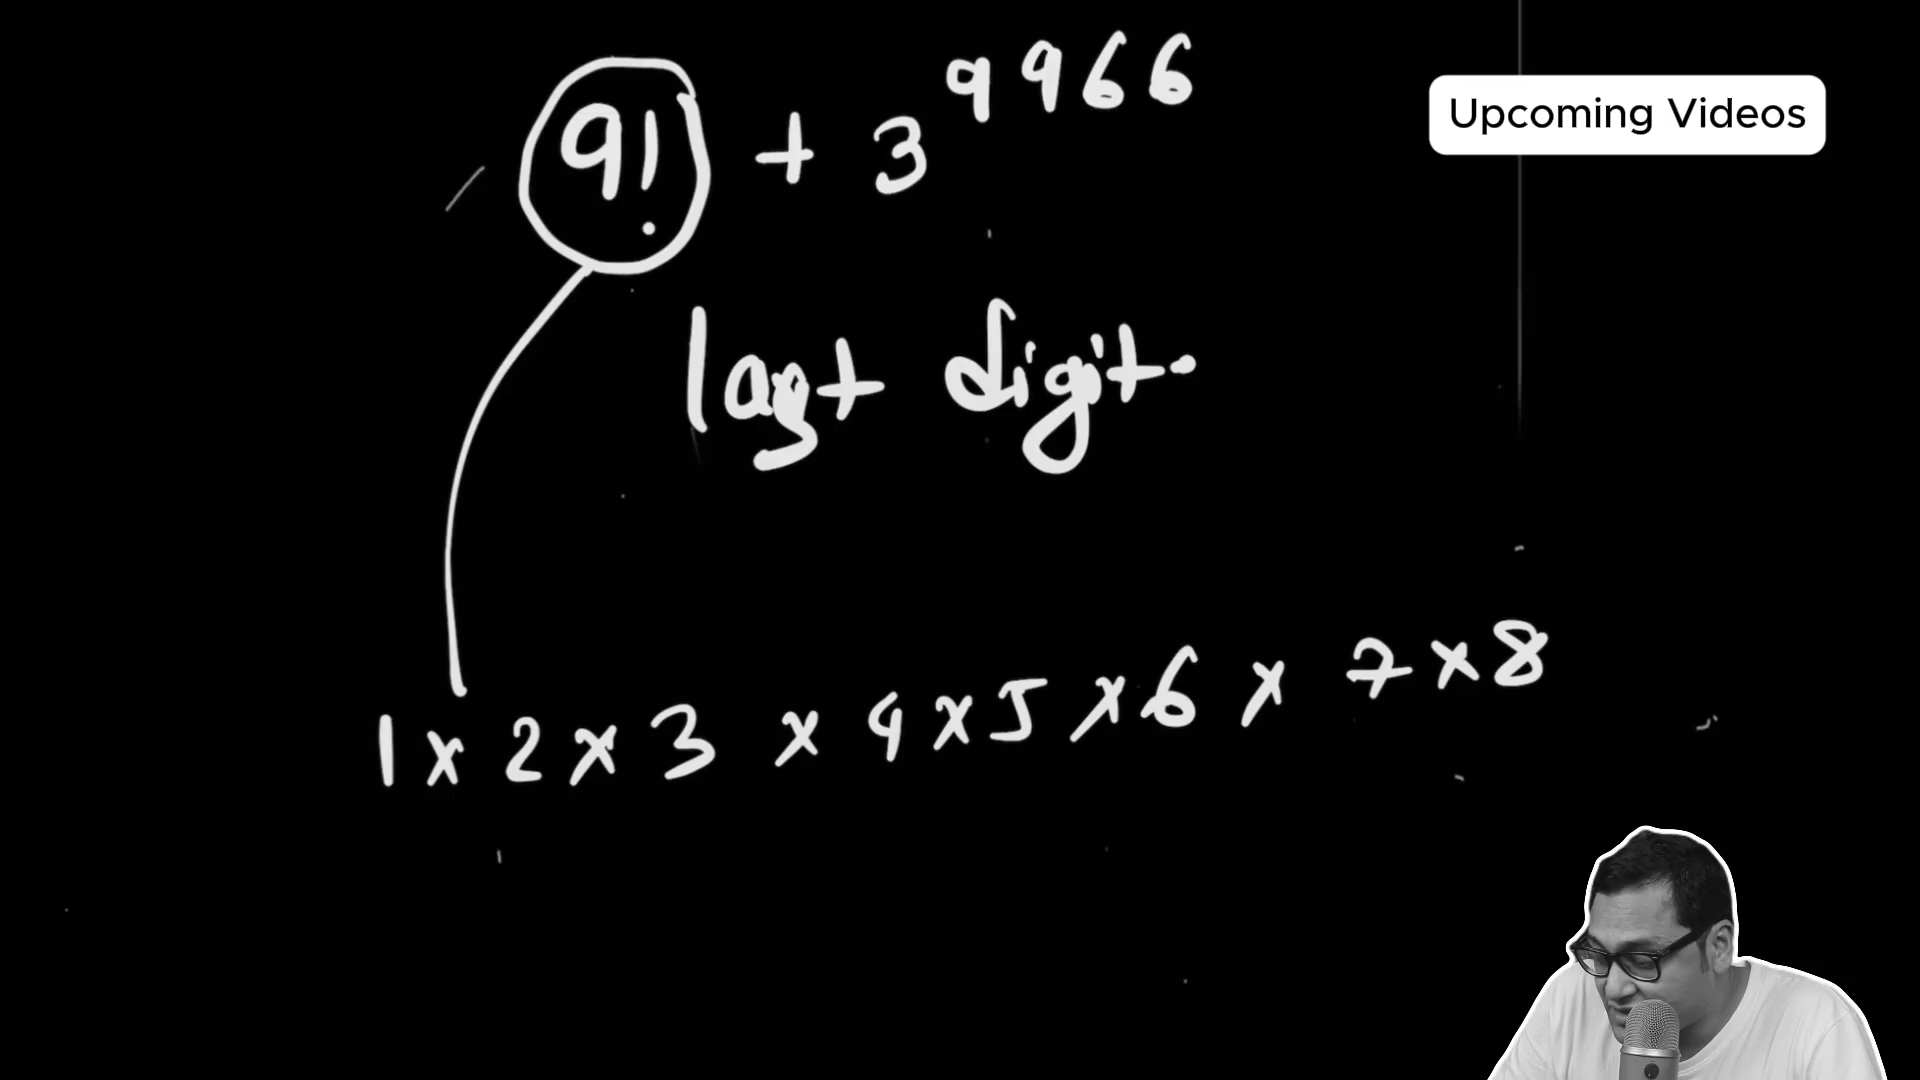 9! + 3^9966
Upcoming Videos
last digit.
1 x 2 x 3 x 4 x 5 x 6 x 7 x 8